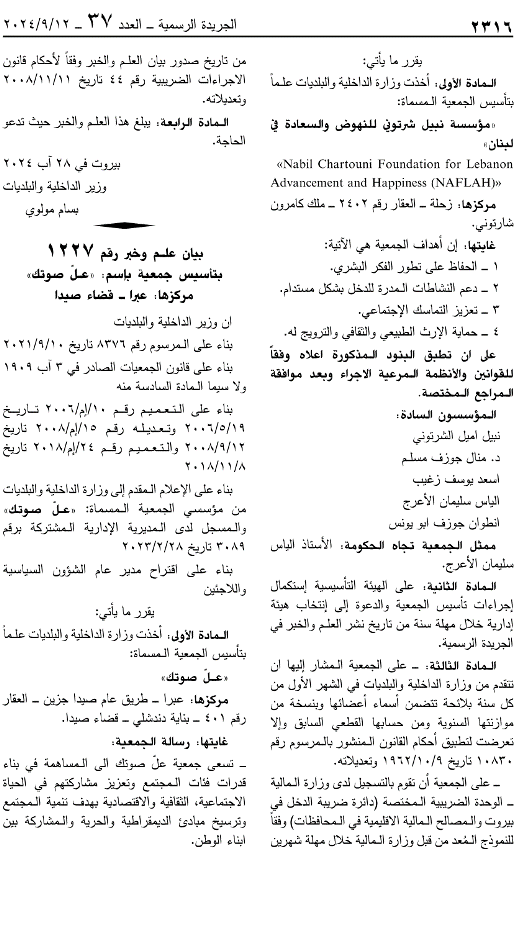 ٢٣١٦
الجريدة الرسمية ــ العدد ٣٧ ــ ٢٠٢٤/٩/١٢
يقرر ما يأتي:
المادة الأولى: أخذت وزارة الداخلية والبلديات علماً
بتأسيس الجمعية المسماة:
«مؤسسة نبيل شرتوني للنهوض والسعادة في
لبنان»
«Nabil Chartouni Foundation for Lebanon
Advancement and Happiness (NAFLAH)»
مركزها: زحلة ــ العقار رقم ٢٤٠٢ ــ ملك كامرون
شارتوني.
غايتها: إن أهداف الجمعية هي الآتية:
١ ــ الحفاظ على تطور الفكر البشري.
٢ ــ دعم النشاطات المدرة للدخل بشكل مستدام.
٣ ــ تعزيز التماسك الإجتماعي.
٤ ــ حماية الإرث الطبيعي والثقافي والترويج له.
على ان تطبق البنود المذكورة اعلاه وفقاً
للقوانين والأنظمة المرعية الاجراء وبعد موافقة
المراجع المختصة.
المؤسسون السادة:
نبيل اميل الشرتوني
د. منال جوزف مسلم
اسعد يوسف زغيب
الياس سليمان الأعرج
انطوان جوزف ابو يونس
ممثل الجمعية تجاه الحكومة: الأستاذ الياس
سليمان الأعرج.
المادة الثانية: على الهيئة التأسيسية إستكمال
إجراءات تأسيس الجمعية والدعوة إلى إنتخاب هيئة
إدارية خلال مهلة سنة من تاريخ نشر العلم والخبر في
الجريدة الرسمية.
المادة الثالثة: ــ على الجمعية المشار إليها ان
تتقدم من وزارة الداخلية والبلديات في الشهر الأول من
كل سنة بلائحة تتضمن أسماء أعضائها وبنسخة من
موازنتها السنوية ومن حسابها القطعي السابق وإلا
تعرضت لتطبيق أحكام القانون المنشور بالمرسوم رقم
١٠٨٣٠ تاريخ ١٩٦٢/١٠/٩ وتعديلاته.
ــ على الجمعية أن تقوم بالتسجيل لدى وزارة المالية
ــ الوحدة الضريبية المختصة (دائرة ضريبة الدخل في
بيروت والمصالح المالية الاقليمية في المحافظات) وفقاً
للنموذج المُعد من قبل وزارة المالية خلال مهلة شهرين
من تاريخ صدور بيان العلم والخبر وفقاً لأحكام قانون
الاجراءات الضريبية رقم ٤٤ تاريخ ٢٠٠٨/١١/١١
وتعديلاته.
المادة الرابعة: يبلغ هذا العلم والخبر حيث تدعو
الحاجة.
بيروت في ٢٨ آب ٢٠٢٤
وزير الداخلية والبلديات
بسام مولوي
بيان علم وخبر رقم ١٢٢٧
بتأسيس جمعية بإسم: «علّ صوتك»
مركزها: عبرا ــ قضاء صيدا
ان وزير الداخلية والبلديات
بناء على المرسوم رقم ٨٣٧٦ تاريخ ٢٠٢١/٩/١٠
بناء على قانون الجمعيات الصادر في ٣ آب ١٩٠٩
ولا سيما المادة السادسة منه
بناء على التعميم رقم ١٠/إم/٢٠٠٦ تاريخ
٢٠٠٦/٥/١٩ وتعديله رقم ١٥/إم/٢٠٠٨ تاريخ
٢٠٠٨/٩/١٢ والتعميم رقم ٢٤/إم/٢٠١٨ تاريخ
٢٠١٨/١١/٨
بناء على الإعلام المقدم إلى وزارة الداخلية والبلديات
من مؤسسي الجمعية المسماة: «علّ صوتك»
والمسجل لدى المديرية الإدارية المشتركة برقم
٣٠٨٩ تاريخ ٢٠٢٣/٢/٢٨
بناء على اقتراح مدير عام الشؤون السياسية
واللاجئين
يقرر ما يأتي:
المادة الأولى: أخذت وزارة الداخلية والبلديات علماً
بتأسيس الجمعية المسماة:
«علّ صوتك»
مركزها: عبرا ــ طريق عام صيدا جزين ــ العقار
رقم ٤٠١ ــ بناية دندشلي ــ قضاء صيدا.
غايتها: رسالة الجمعية:
ــ تسعى جمعية علّ صوتك الى المساهمة في بناء
قدرات فئات المجتمع وتعزيز مشاركتهم في الحياة
الاجتماعية، الثقافية والاقتصادية بهدف تنمية المجتمع
وترسيخ مبادئ الديمقراطية والحرية والمشاركة بين
ابناء الوطن.